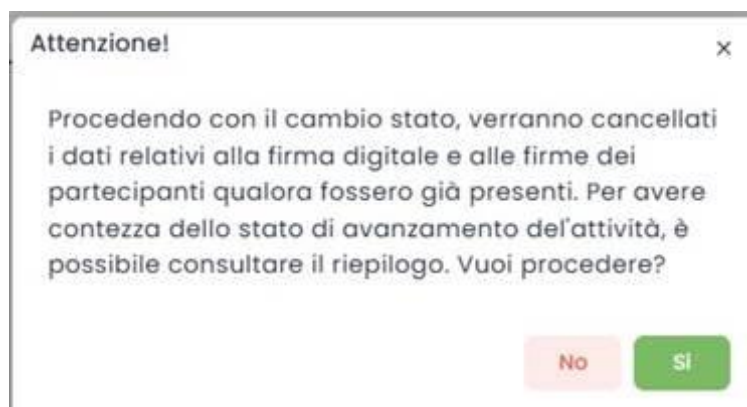 Attenzione!
×
Procedendo con il cambio stato, verranno cancellati
i dati relativi alla firma digitale e alle firme dei
partecipanti qualora fossero già presenti. Per avere
contezza dello stato di avanzamento del'attività, è
possibile consultare il riepilogo. Vuoi procedere?
No
Sì